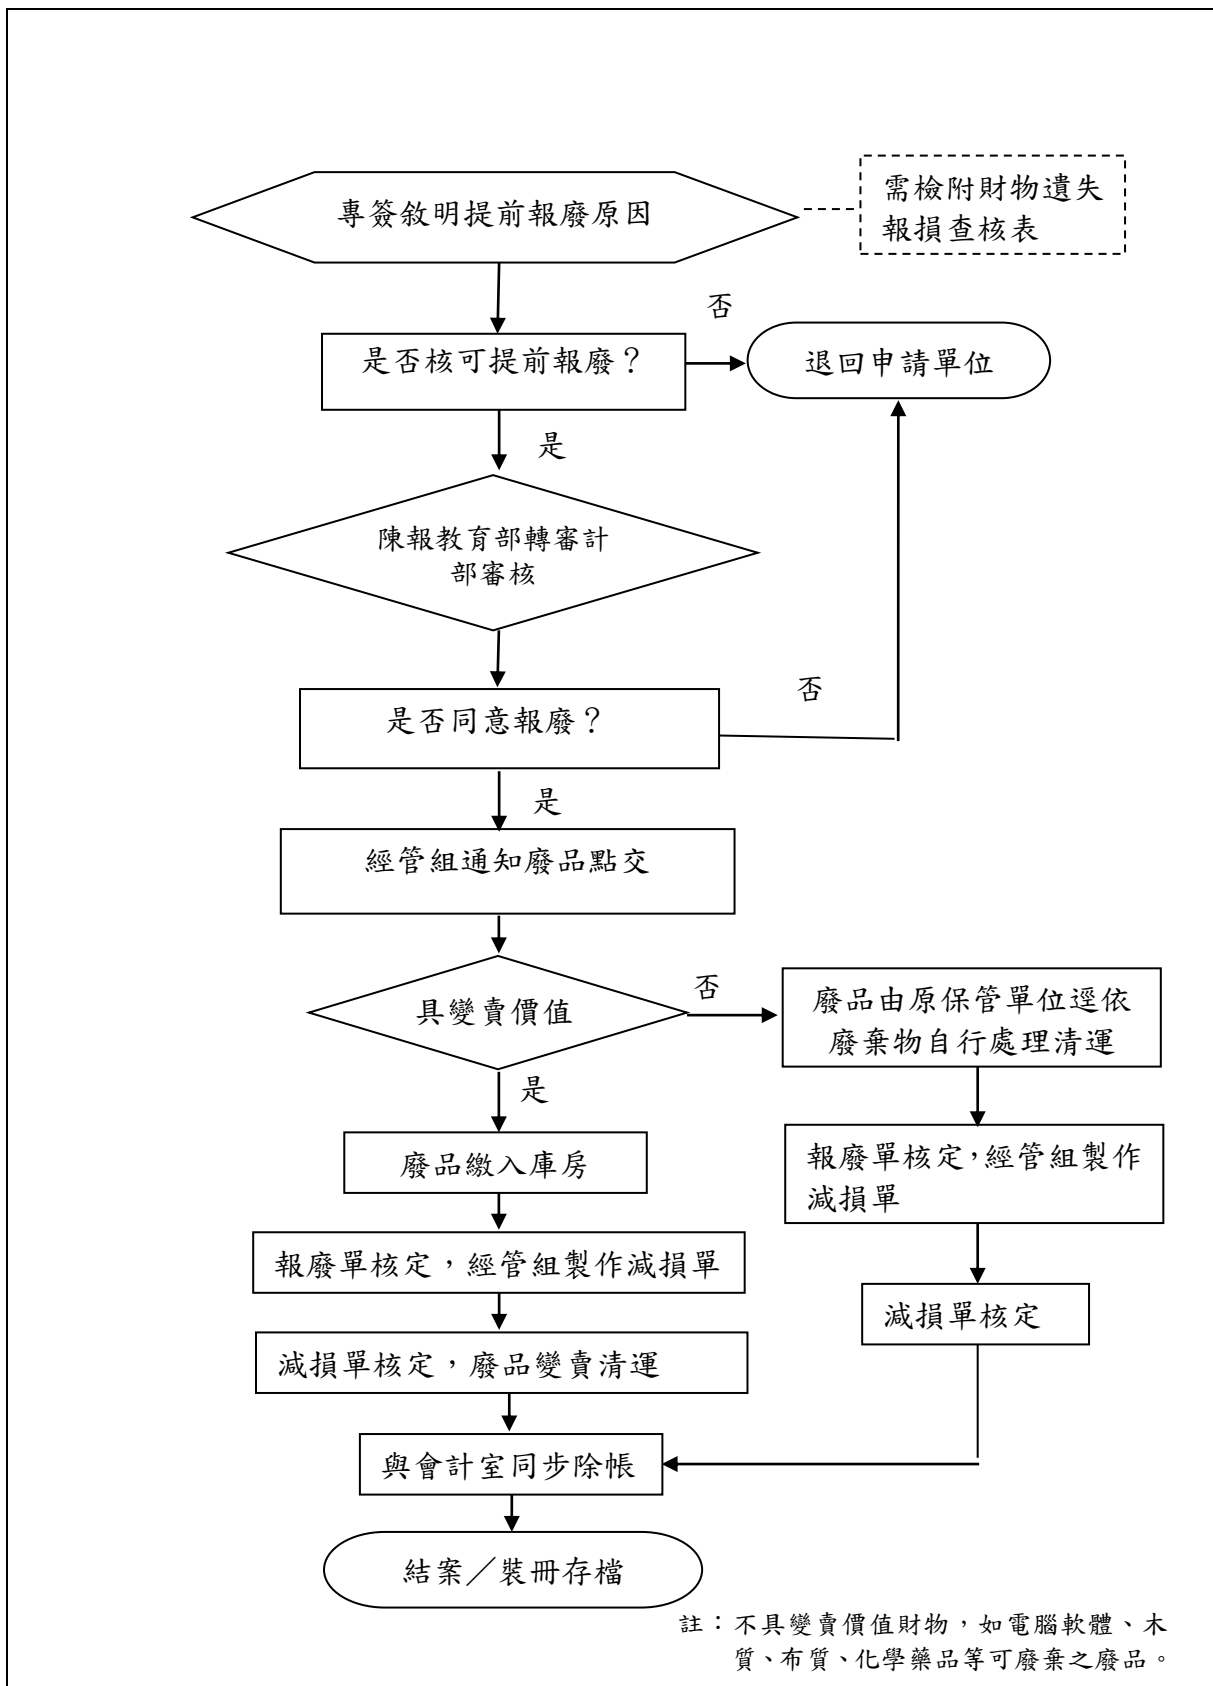 專簽敘明提前報廢原因
需檢附財物遺失
報損查核表
否
是否核可提前報廢？
退回申請單位
是
陳報教育部轉審計
部審核
否
是否同意報廢？
是
經管組通知廢品點交
否
具變賣價值
廢品由原保管單位逕依
廢棄物自行處理清運
是
廢品繳入庫房
報廢單核定，經管組製作
減損單
報廢單核定，經管組製作減損單
減損單核定
減損單核定，廢品變賣清運
與會計室同步除帳
結案／裝冊存檔
註：不具變賣價值財物，如電腦軟體、木
質、布質、化學藥品等可廢棄之廢品。